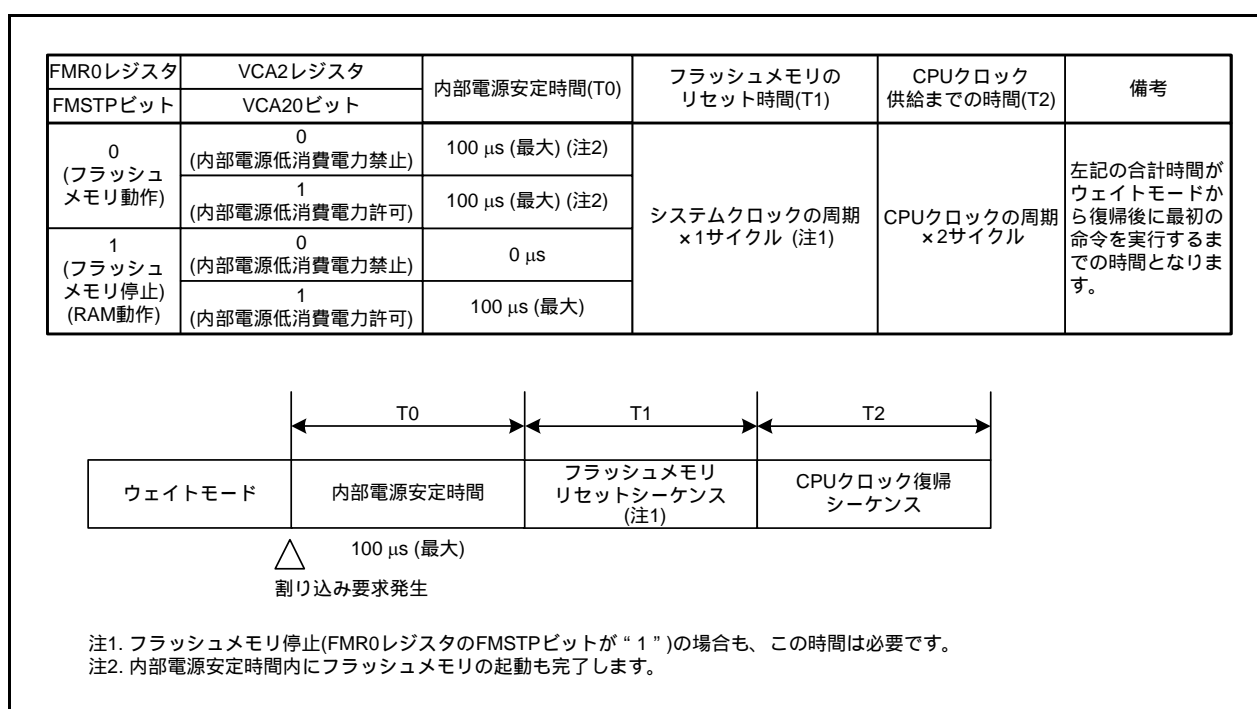 FMR0レジスタ
VCA2レジスタ
内部電源安定時間(T0)
フラッシュメモリの
リセット時間(T1)
CPUクロック
供給までの時間(T2)
備考
FMSTPビット
VCA20ビット
0
(フラッシュ
メモリ動作)
0
(内部電源低消費電力禁止)
100 μs (最大) (注2)
1
(内部電源低消費電力許可)
100 μs (最大) (注2)
1
(フラッシュ
メモリ停止)
(RAM動作)
0
(内部電源低消費電力禁止)
0 μs
1
(内部電源低消費電力許可)
100 μs (最大)
システムクロックの周期
×1サイクル (注1)
CPUクロックの周期
×2サイクル
左記の合計時間が
ウェイトモードか
ら復帰後に最初の
命令を実行するま
での時間となりま
す。
T0
T1
T2
ウェイトモード
内部電源安定時間
フラッシュメモリ
リセットシーケンス
(注1)
CPUクロック復帰
シーケンス
100 μs (最大)
割り込み要求発生
注1. フラッシュメモリ停止(FMR0レジスタのFMSTPビットが“1”)の場合も、この時間は必要です。
注2. 内部電源安定時間内にフラッシュメモリの起動も完了します。